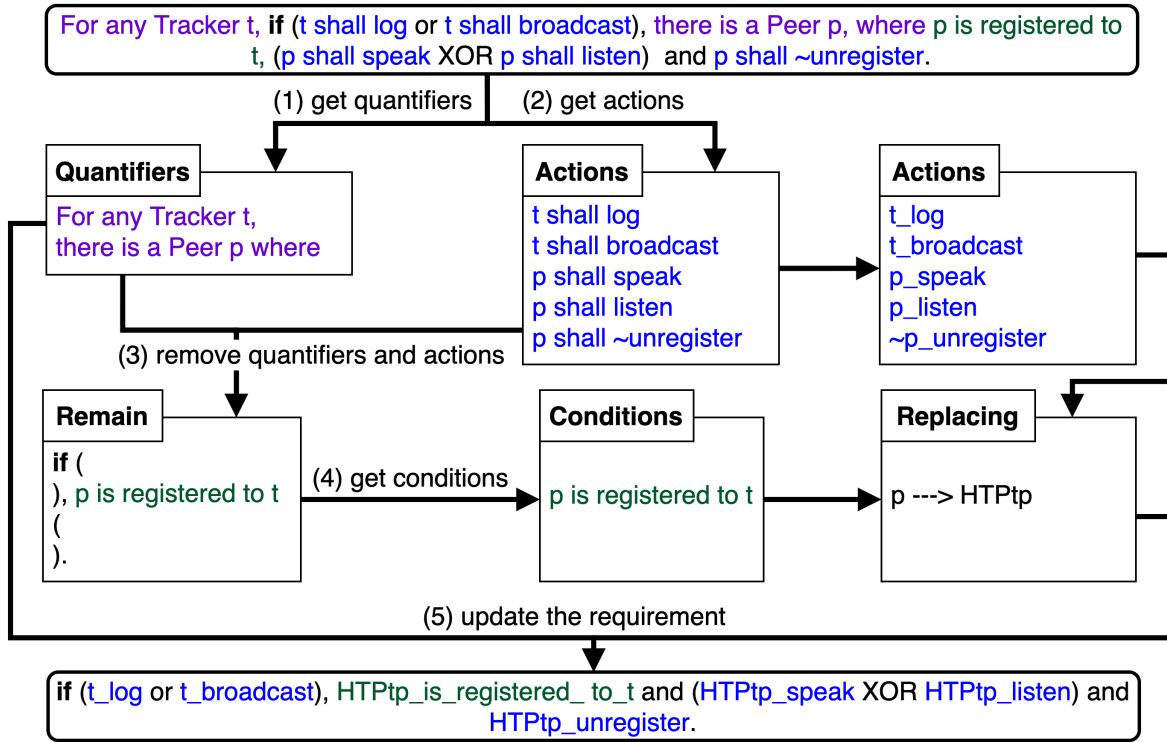 For any Tracker t, if (t shall log or t shall broadcast), there is a Peer p, where p is registered to
t, (p shall speak XOR p shall listen) and p shall ~unregister.
(1) get quantifiers
(2) get actions
Quantifiers
For any Tracker t,
there is a Peer p where
Actions
t shall log
t shall broadcast
p shall speak
p shall listen
p shall ~unregister
Actions
t_log
t_broadcast
p_speak
p_listen
~p_unregister
(3) remove quantifiers and actions
Remain
if (
), p is registered to t
(
).
(4) get conditions
Conditions
p is registered to t
Replacing
p ---> HTPtp
(5) update the requirement
if (t_log or t_broadcast), HTPtp_is_registered_ to_t and (HTPtp_speak XOR HTPtp_listen) and
HTPtp_unregister.